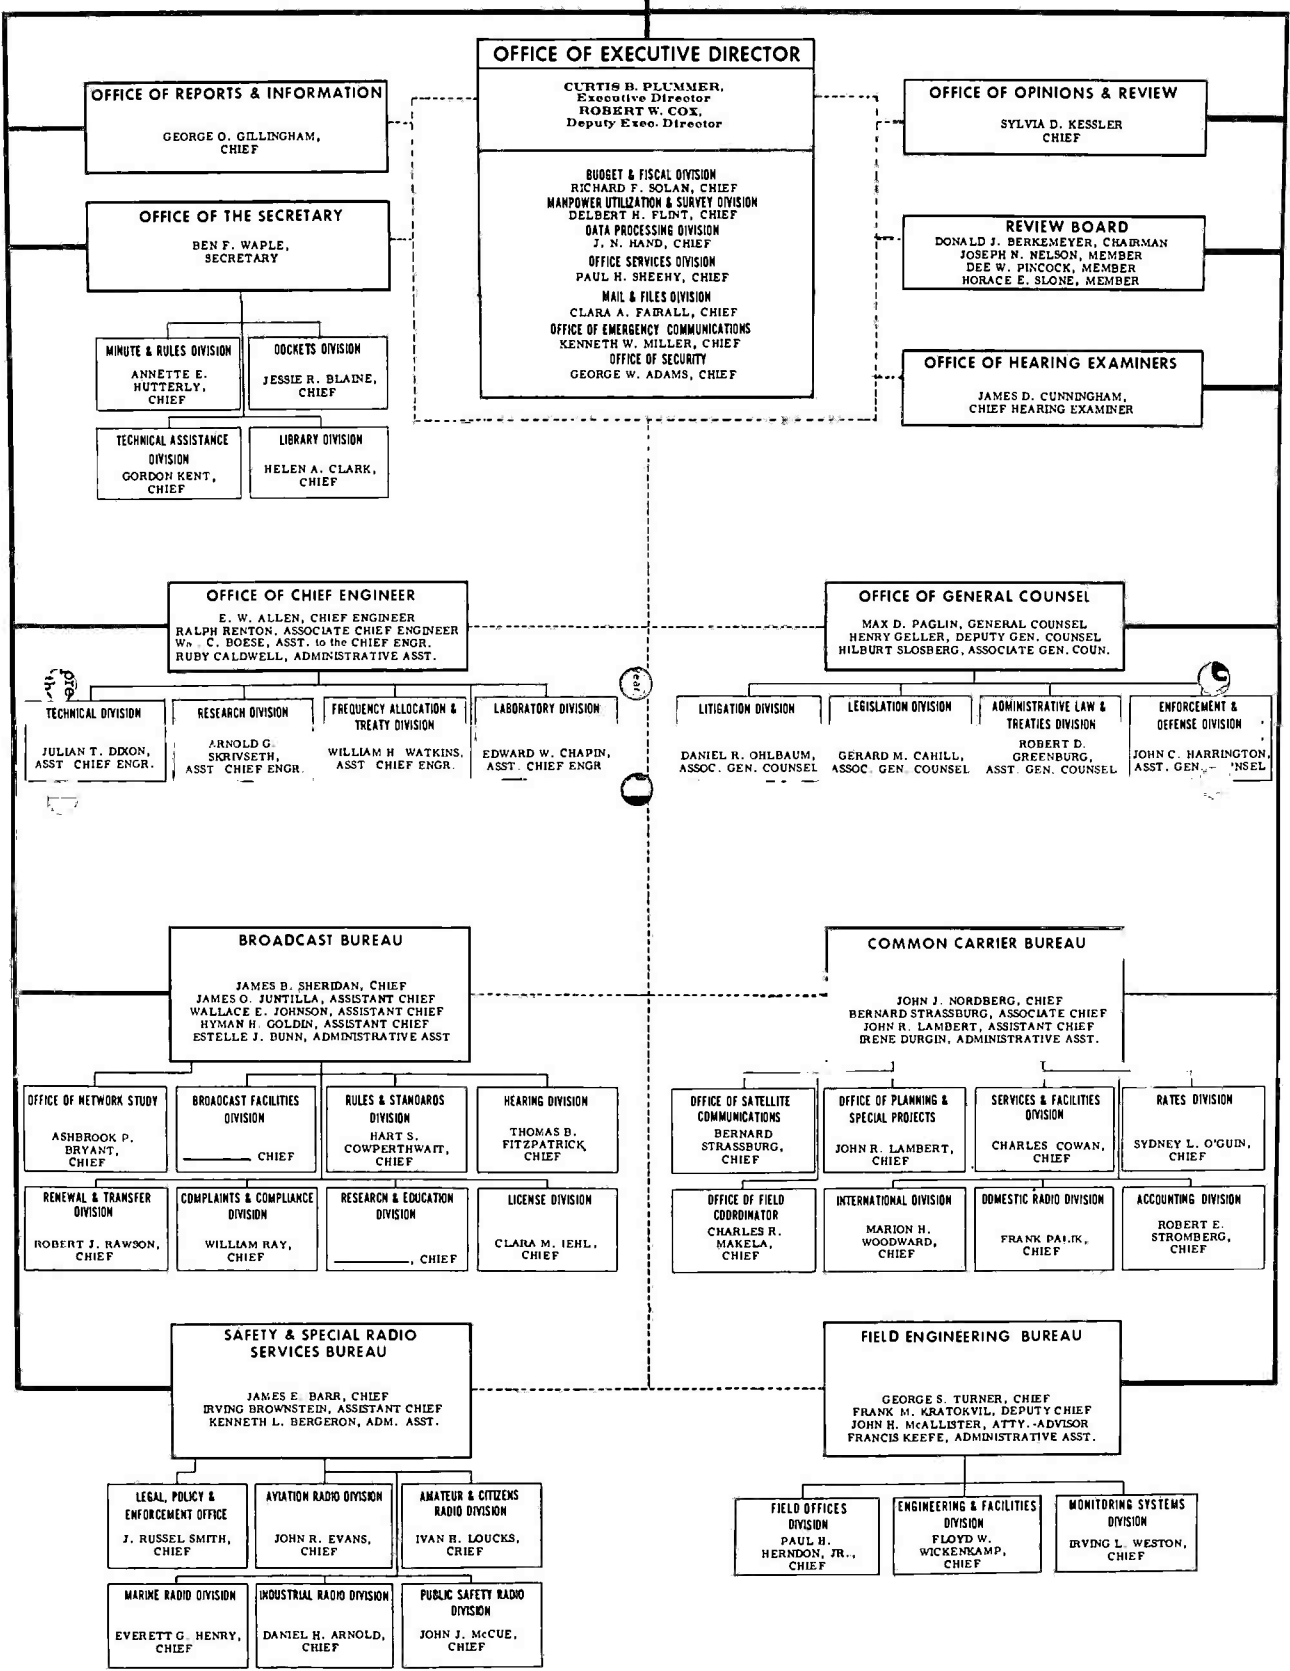 OFFICE OF EXECUTIVE DIRECTOR
CURTIS B. PLUMMER,
Executive Director
ROBERT W. COX,
Deputy Exec. Director
BUDGET & FISCAL DIVISION
RICHARD F. SOLAN, CHIEF
MANPOWER UTILIZATION & SURVEY DIVISION
DELBERT H. FLINT, CHIEF
DATA PROCESSING DIVISION
J. N. HAND, CHIEF
OFFICE SERVICES DIVISION
PAUL H. SHEEHY, CHIEF
MAIL & FILES DIVISION
CLARA A. FAIRALL, CHIEF
OFFICE OF EMERGENCY COMMUNICATIONS
KENNETH W. MILLER, CHIEF
OFFICE OF SECURITY
GEORGE W. ADAMS, CHIEF
OFFICE OF REPORTS & INFORMATION
GEORGE O. GILLINGHAM,
CHIEF
OFFICE OF THE SECRETARY
BEN F. WAPLE,
SECRETARY
MINUTE & RULES DIVISION
ANNETTE E.
HUTTERLY,
CHIEF
DOCKETS DIVISION
JESSIE R. BLAINE,
CHIEF
TECHNICAL ASSISTANCE
DIVISION
GORDON KENT,
CHIEF
LIBRARY DIVISION
HELEN A. CLARK,
CHIEF
OFFICE OF OPINIONS & REVIEW
SYLVIA D. KESSLER
CHIEF
REVIEW BOARD
DONALD J. BERKEMEYER, CHAIRMAN
JOSEPH N. NELSON, MEMBER
DEE W. PINCOCK, MEMBER
HORACE E. SLONE, MEMBER
OFFICE OF HEARING EXAMINERS
JAMES D. CUNNINGHAM,
CHIEF HEARING EXAMINER
OFFICE OF CHIEF ENGINEER
E. W. ALLEN, CHIEF ENGINEER
RALPH RENTON, ASSOCIATE CHIEF ENGINEER
Wm. C. BOESE, ASST. to the CHIEF ENGR.
RUBY CALDWELL, ADMINISTRATIVE ASST.
TECHNICAL DIVISION
JULIAN T. DIXON,
ASST CHIEF ENGR.
RESEARCH DIVISION
ARNOLD G.
SKRIVSETH,
ASST CHIEF ENGR.
FREQUENCY ALLOCATION &
TREATY DIVISION
WILLIAM H WATKINS,
ASST CHIEF ENGR.
LABORATORY DIVISION
EDWARD W. CHAPIN,
ASST. CHIEF ENGR
OFFICE OF GENERAL COUNSEL
MAX D. PAGLIN, GENERAL COUNSEL
HENRY GELLER, DEPUTY GEN. COUNSEL
HILBURT SLOSBERG, ASSOCIATE GEN. COUN.
LITIGATION DIVISION
DANIEL R. OHLBAUM,
ASSOC. GEN. COUNSEL
LEGISLATION DIVISION
GERARD M. CAHILL,
ASSOC. GEN. COUNSEL
ADMINISTRATIVE LAW &
TREATIES DIVISION
ROBERT D.
GREENBURG,
ASST. GEN. COUNSEL
ENFORCEMENT &
DEFENSE DIVISION
JOHN C. HARRINGTON,
ASST. GEN. NSEL
BROADCAST BUREAU
JAMES B. SHERIDAN, CHIEF
JAMES O. JUNTILLA, ASSISTANT CHIEF
WALLACE E. JOHNSON, ASSISTANT CHIEF
HYMAN H. GOLDIN, ASSISTANT CHIEF
ESTELLE J. BUNN, ADMINISTRATIVE ASST
OFFICE OF NETWORK STUDY
ASHBROOK P.
BRYANT,
CHIEF
BROADCAST FACILITIES
DIVISION
________, CHIEF
RULES & STANDARDS
DIVISION
HART S.
COWPERTHWAIT,
CHIEF
HEARING DIVISION
THOMAS B.
FITZPATRICK,
CHIEF
RENEWAL & TRANSFER
DIVISION
ROBERT J. RAWSON,
CHIEF
COMPLAINTS & COMPLIANCE
DIVISION
WILLIAM RAY,
CHIEF
RESEARCH & EDUCATION
DIVISION
________, CHIEF
LICENSE DIVISION
CLARA M. IEHL,
CHIEF
COMMON CARRIER BUREAU
JOHN J. NORDBERG, CHIEF
BERNARD STRASSBURG, ASSOCIATE CHIEF
JOHN R. LAMBERT, ASSISTANT CHIEF
IRENE DURGIN, ADMINISTRATIVE ASST.
OFFICE OF SATELLITE
COMMUNICATIONS
BERNARD
STRASSBURG,
CHIEF
OFFICE OF PLANNING &
SPECIAL PROJECTS
JOHN R. LAMBERT,
CHIEF
SERVICES & FACILITIES
DIVISION
CHARLES COWAN,
CHIEF
RATES DIVISION
SYDNEY L. O'GUIN,
CHIEF
OFFICE OF FIELD
COORDINATOR
CHARLES R.
MAKELA,
CHIEF
INTERNATIONAL DIVISION
MARION H.
WOODWARD,
CHIEF
DOMESTIC RADIO DIVISION
FRANK
CHIEF
ACCOUNTING DIVISION
ROBERT E.
STROMBERG,
CHIEF
SAFETY & SPECIAL RADIO
SERVICES BUREAU
JAMES E. BARR, CHIEF
IRVING BROWNSTEIN, ASSISTANT CHIEF
KENNETH L. BERGERON, ADM. ASST.
LEGAL, POLICY &
ENFORCEMENT OFFICE
J. RUSSEL SMITH,
CHIEF
AVIATION RADIO DIVISION
JOHN R. EVANS,
CHIEF
AMATEUR & CITIZENS
RADIO DIVISION
IVAN H. LOUCKS,
CRIEF
MARINE RADIO DIVISION
EVERETT G. HENRY,
CHIEF
INDUSTRIAL RADIO DIVISION
DANIEL H. ARNOLD,
CHIEF
PUBLIC SAFETY RADIO
DIVISION
JOHN J. McCUE,
CHIEF
FIELD ENGINEERING BUREAU
GEORGE S. TURNER, CHIEF
FRANK M. KRATOKVIL, DEPUTY CHIEF
JOHN H. McALLISTER, ATTY.-ADVISOR
FRANCIS KEEFE, ADMINISTRATIVE ASST.
FIELD OFFICES
DIVISION
PAUL H.
HERNDON, JR.,
CHIEF
ENGINEERING & FACILITIES
DIVISION
FLOYD W.
WICKENKAMP,
CHIEF
MONITORING SYSTEMS
DIVISION
IRVING L. WESTON,
CHIEF